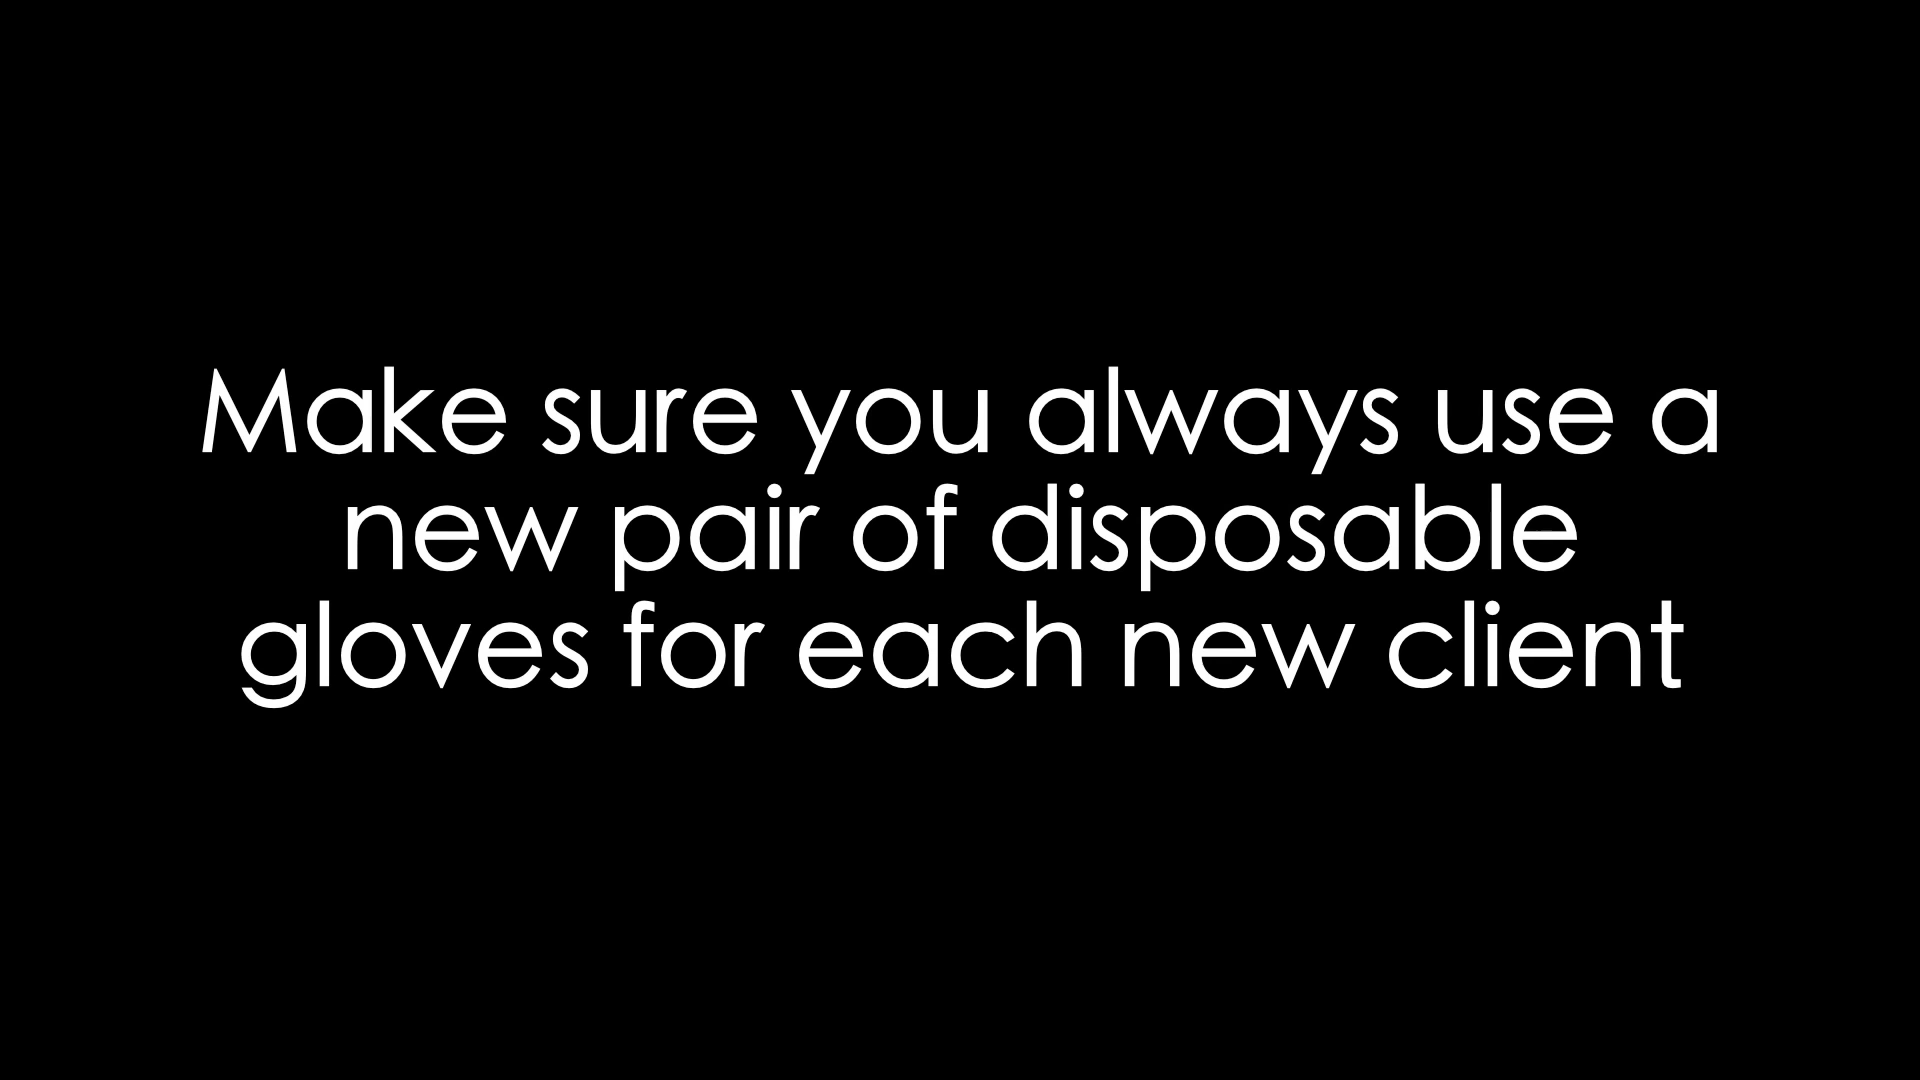 Make sure you always use a
new pair of disposable
gloves for each new client